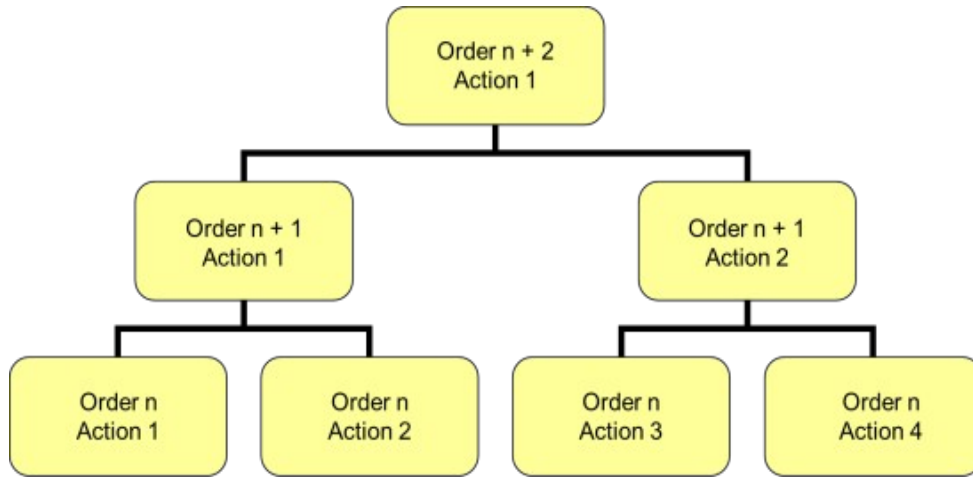 Order n + 2
Action 1
Order n + 1
Action 1
Order n + 1
Action 2
Order n
Action 1
Order n
Action 2
Order n
Action 3
Order n
Action 4